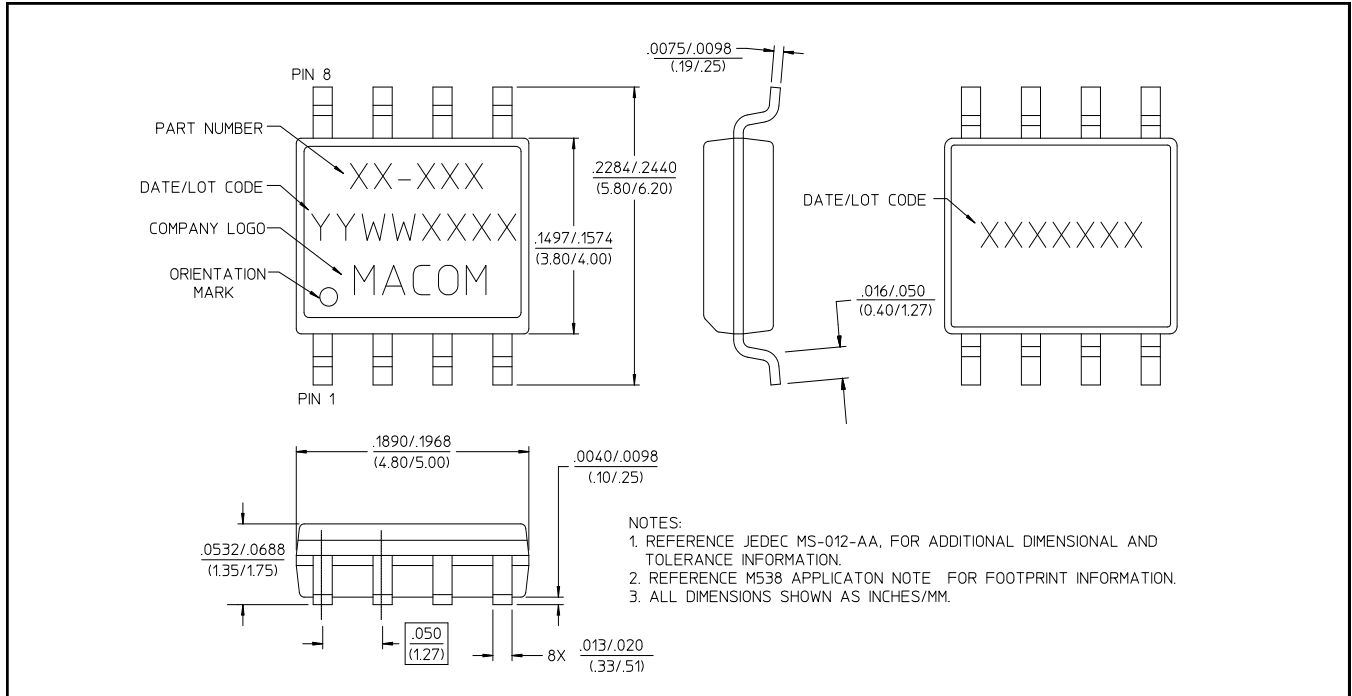 PIN 8
PART NUMBER
DATE/LOT CODE
COMPANY LOGO
ORIENTATION
MARK
XX-XXX
YYWWXXXX
MACOM
PIN 1
.2284/.2440
(5.80/6.20)
.1497/.1574
(3.80/4.00)
.0075/.0098
(.19/.25)
.016/.050
(0.40/1.27)
DATE/LOT CODE
XXXXXXX
.1890/.1968
(4.80/5.00)
.0040/.0098
(.10/.25)
.0532/.0688
(1.35/1.75)
.050
(1.27)
8X .013/.020
(.33/.51)
NOTES:
1. REFERENCE JEDEC MS-012-AA, FOR ADDITIONAL DIMENSIONAL AND
TOLERANCE INFORMATION.
2. REFERENCE M538 APPLICATON NOTE FOR FOOTPRINT INFORMATION.
3. ALL DIMENSIONS SHOWN AS INCHES/MM.